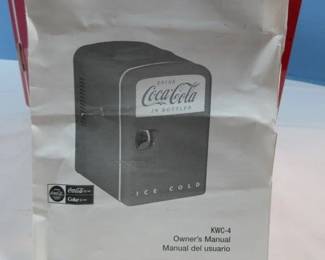 DRINK
Coca-Cola
IN BOTTLES
ICE COLD
KWC-4
Owner's Manual
Manual del usuario